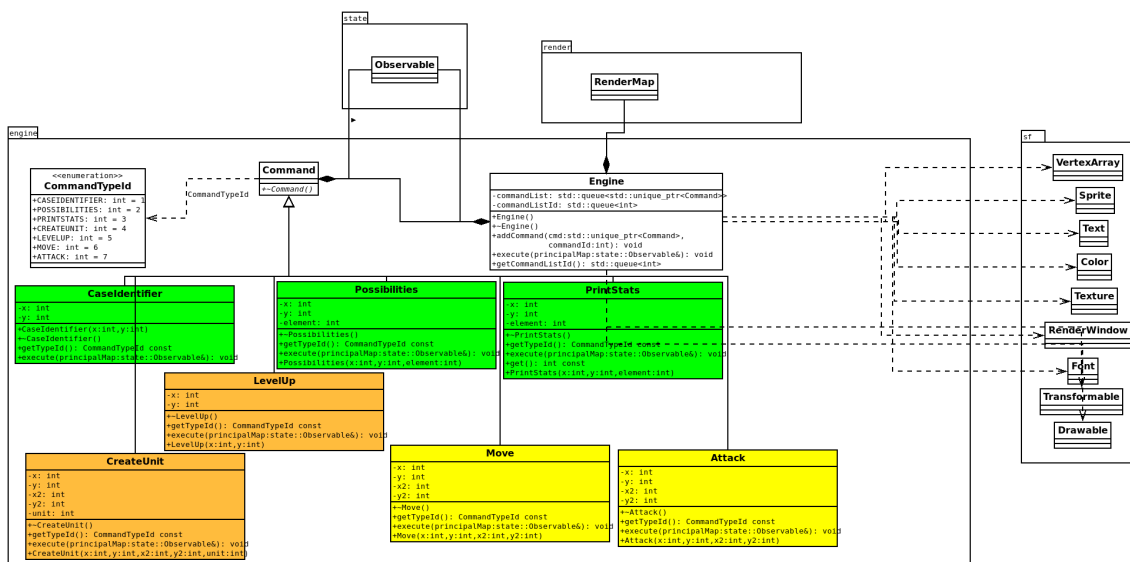 state
Observable
render
RenderMap
engine
sf
<<enumeration>>
CommandTypeId
+CASEIDENTIFIER: int = 1
+POSSIBILITIES: int = 2
+PRINTSTATS: int = 3
+CREATEUNIT: int = 4
+LEVELUP: int = 5
+MOVE: int = 6
+ATTACK: int = 7
CommandTypeId
Command
+~Command()
Engine
-commandList: std::queue<std::unique_ptr<Command>>
-commandListId: std::queue<int>
+Engine()
+~Engine()
+addCommand(cmd:std::unique_ptr<Command>,
commandId:int): void
+execute(principalMap:state::Observable&): void
+getCommandListId(): std::queue<int>
VertexArray
Sprite
Text
Color
Texture
RenderWindow
Font
Transformable
Drawable
CaseIdentifier
-x: int
-y: int
+CaseIdentifier(x:int,y:int)
+~CaseIdentifier()
+getTypeId(): CommandTypeId const
+execute(principalMap:state::Observable&): void
Possibilities
-x: int
-y: int
-element: int
+~Possibilities()
+getTypeId(): CommandTypeId const
+execute(principalMap:state::Observable&): void
+Possibilities(x:int,y:int,element:int)
PrintStats
-x: int
-y: int
-element: int
+~PrintStats()
+getTypeId(): CommandTypeId const
+execute(principalMap:state::Observable&): void
+get(): int const
+PrintStats(x:int,y:int,element:int)
LevelUp
-x: int
-y: int
+~LevelUp()
+getTypeId(): CommandTypeId const
+execute(principalMap:state::Observable&): void
+LevelUp(x:int,y:int)
CreateUnit
-x: int
-y: int
-x2: int
-y2: int
-unit: int
+~CreateUnit()
+getTypeId(): CommandTypeId const
+execute(principalMap:state::Observable&): void
+CreateUnit(x:int,y:int,x2:int,y2:int,unit:int)
Move
-x: int
-y: int
-x2: int
-y2: int
+~Move()
+getTypeId(): CommandTypeId const
+execute(principalMap:state::Observable&): void
+Move(x:int,y:int,x2:int,y2:int)
Attack
-x: int
-y: int
-x2: int
-y2: int
+~Attack()
+getTypeId(): CommandTypeId const
+execute(principalMap:state::Observable&): void
+Attack(x:int,y:int,x2:int,y2:int)